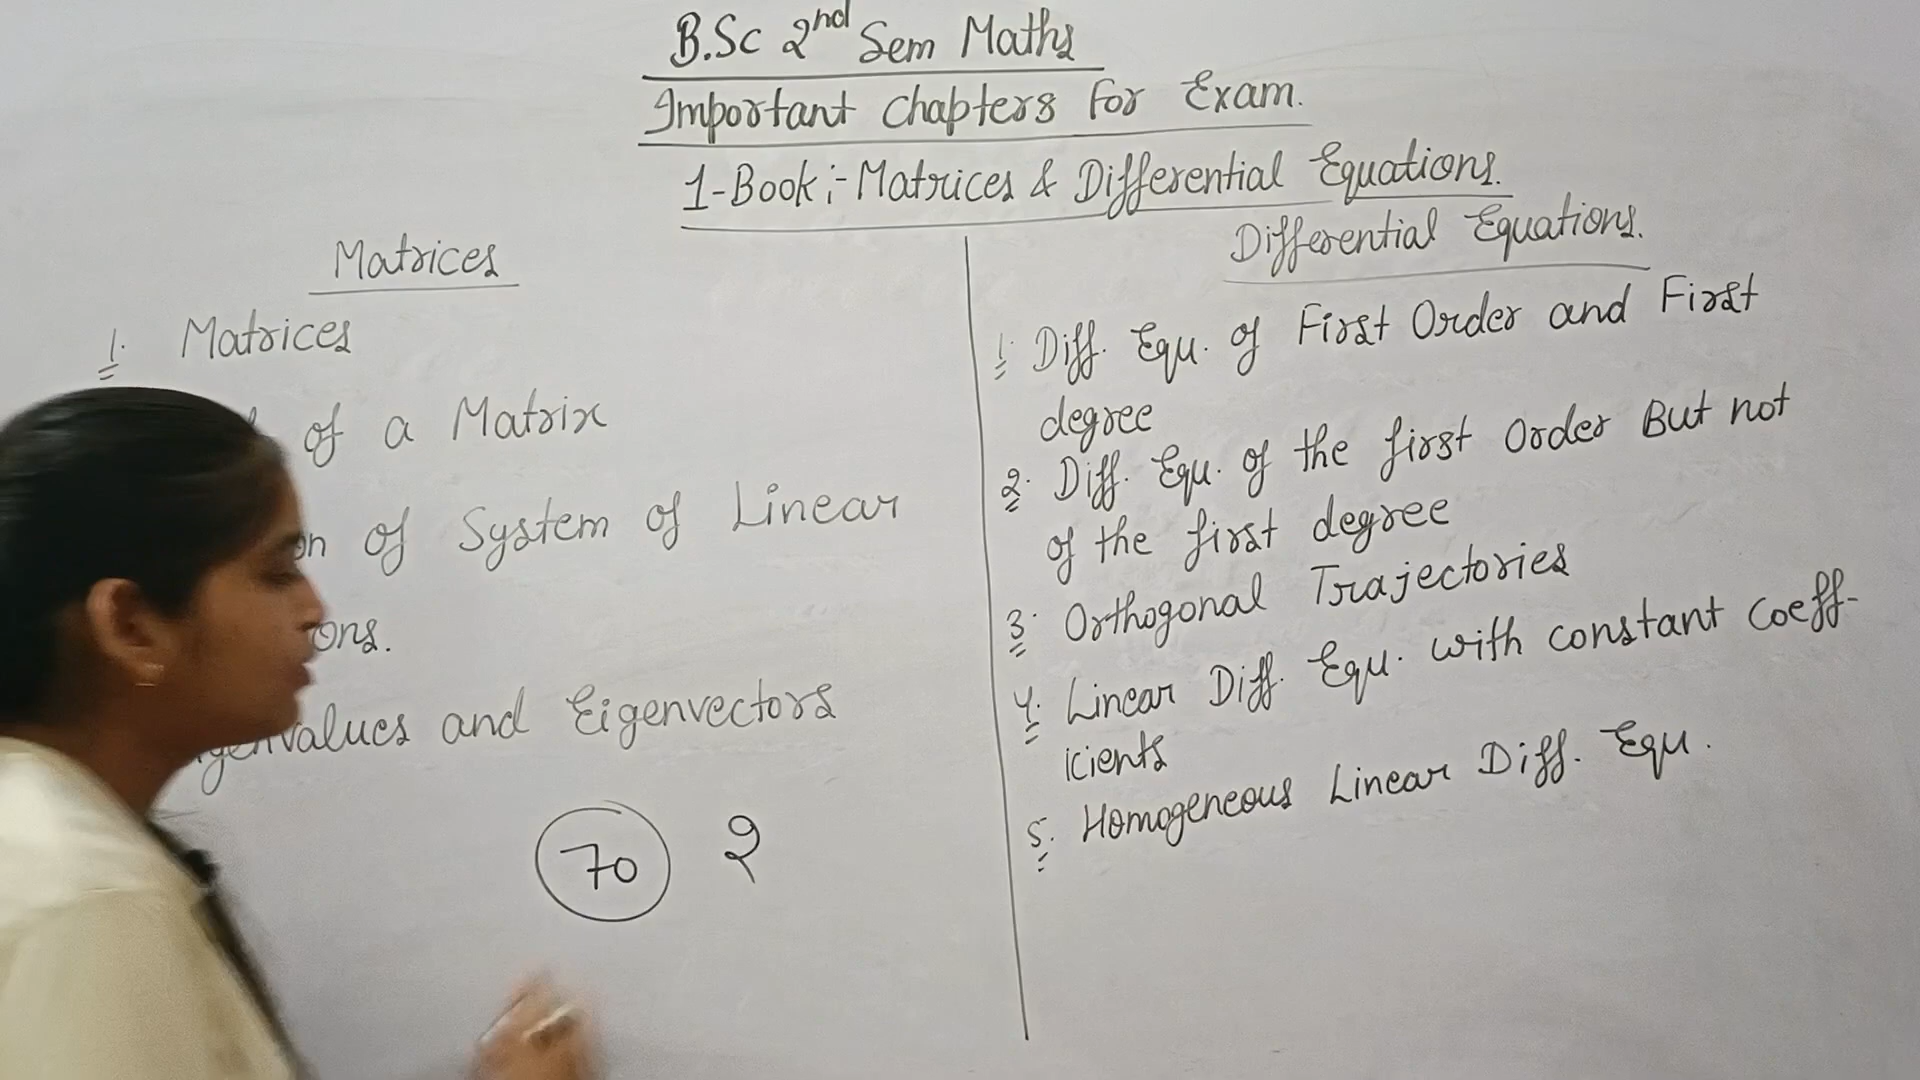 B.Sc 2nd Sem Maths
Important Chapters For Exam.
1-Book:- Matrices & Differential Equations.
Matrices
1. Matrices
of a Matrix
of System of Linear
ons.
values and Eigenvectors
70 2
Differential Equations.
1. Diff. Equ. of First Order and First
degree
2. Diff. Equ. of the first Order But not
of the first degree
3. Orthogonal Trajectories
4. Linear Diff. Equ. with constant Coeff-
icients
5. Homogeneous Linear Diff. Equ.